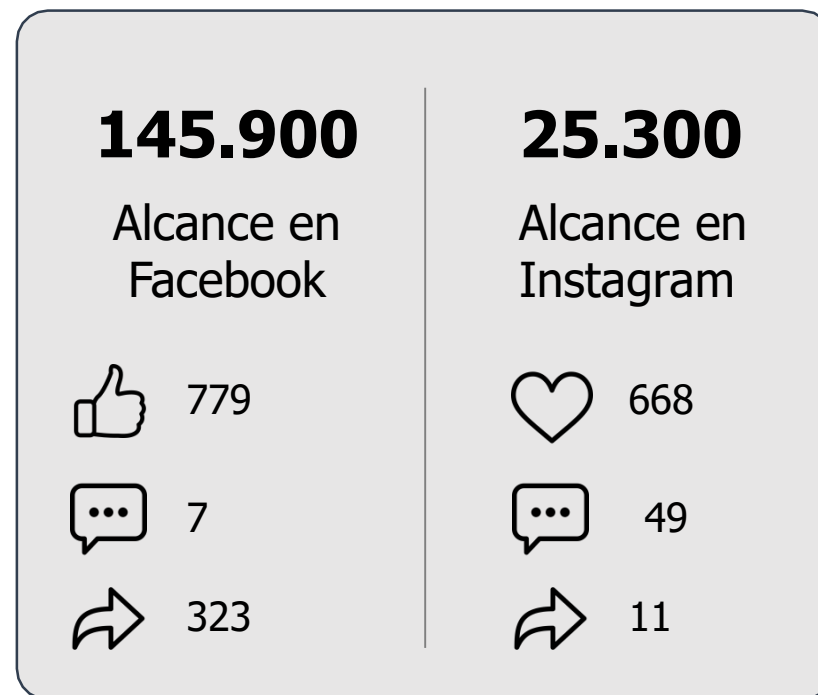 145.900
Alcance en
Facebook
779
7
323
25.300
Alcance en
Instagram
668
49
11